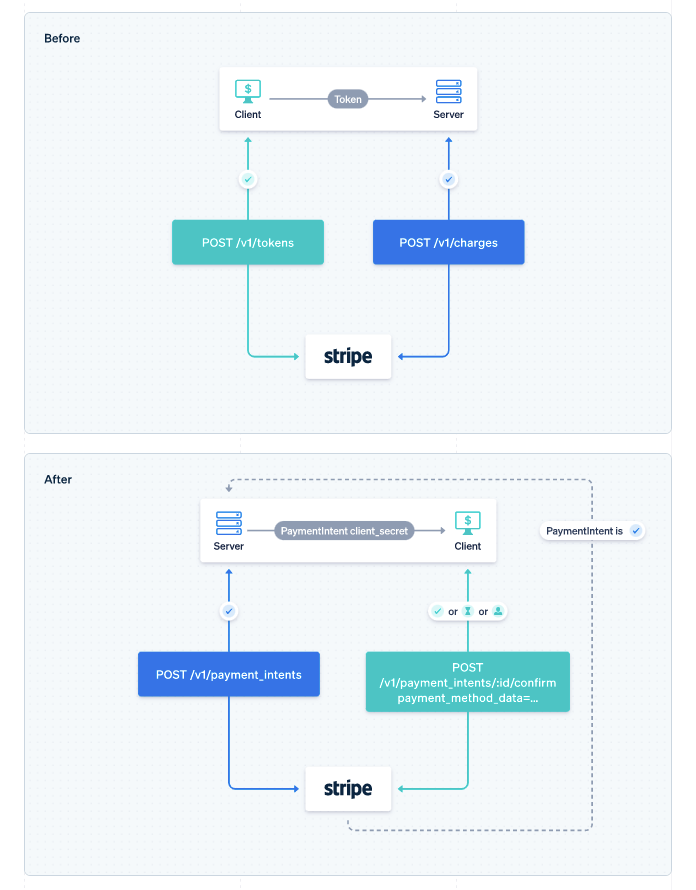 Before
$
Token
Client
Server
POST /v1/tokens
POST /v1/charges
stripe
After
PaymentIntent client_secret
$
PaymentIntent is
Server
Client
or
or
POST /v1/payment_intents
POST
/v1/payment_intents/:id/confirm
payment_method_data=...
stripe